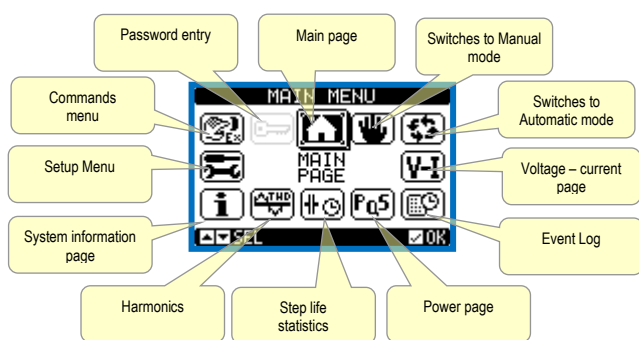 Password entry
Main page
Switches to Manual
mode
Commands
menu
MAIN MENU
Switches to
Automatic mode
Ex
Setup Menu
MAIN
PAGE
V-I
Voltage – current
page
i
THD
PQS
System information
page
SEL
OK
Event Log
Harmonics
Step life
statistics
Power page